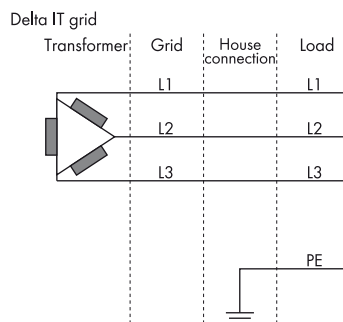 Delta IT grid
Transformer Grid House connection Load
L1 L1
L2 L2
L3 L3
PE